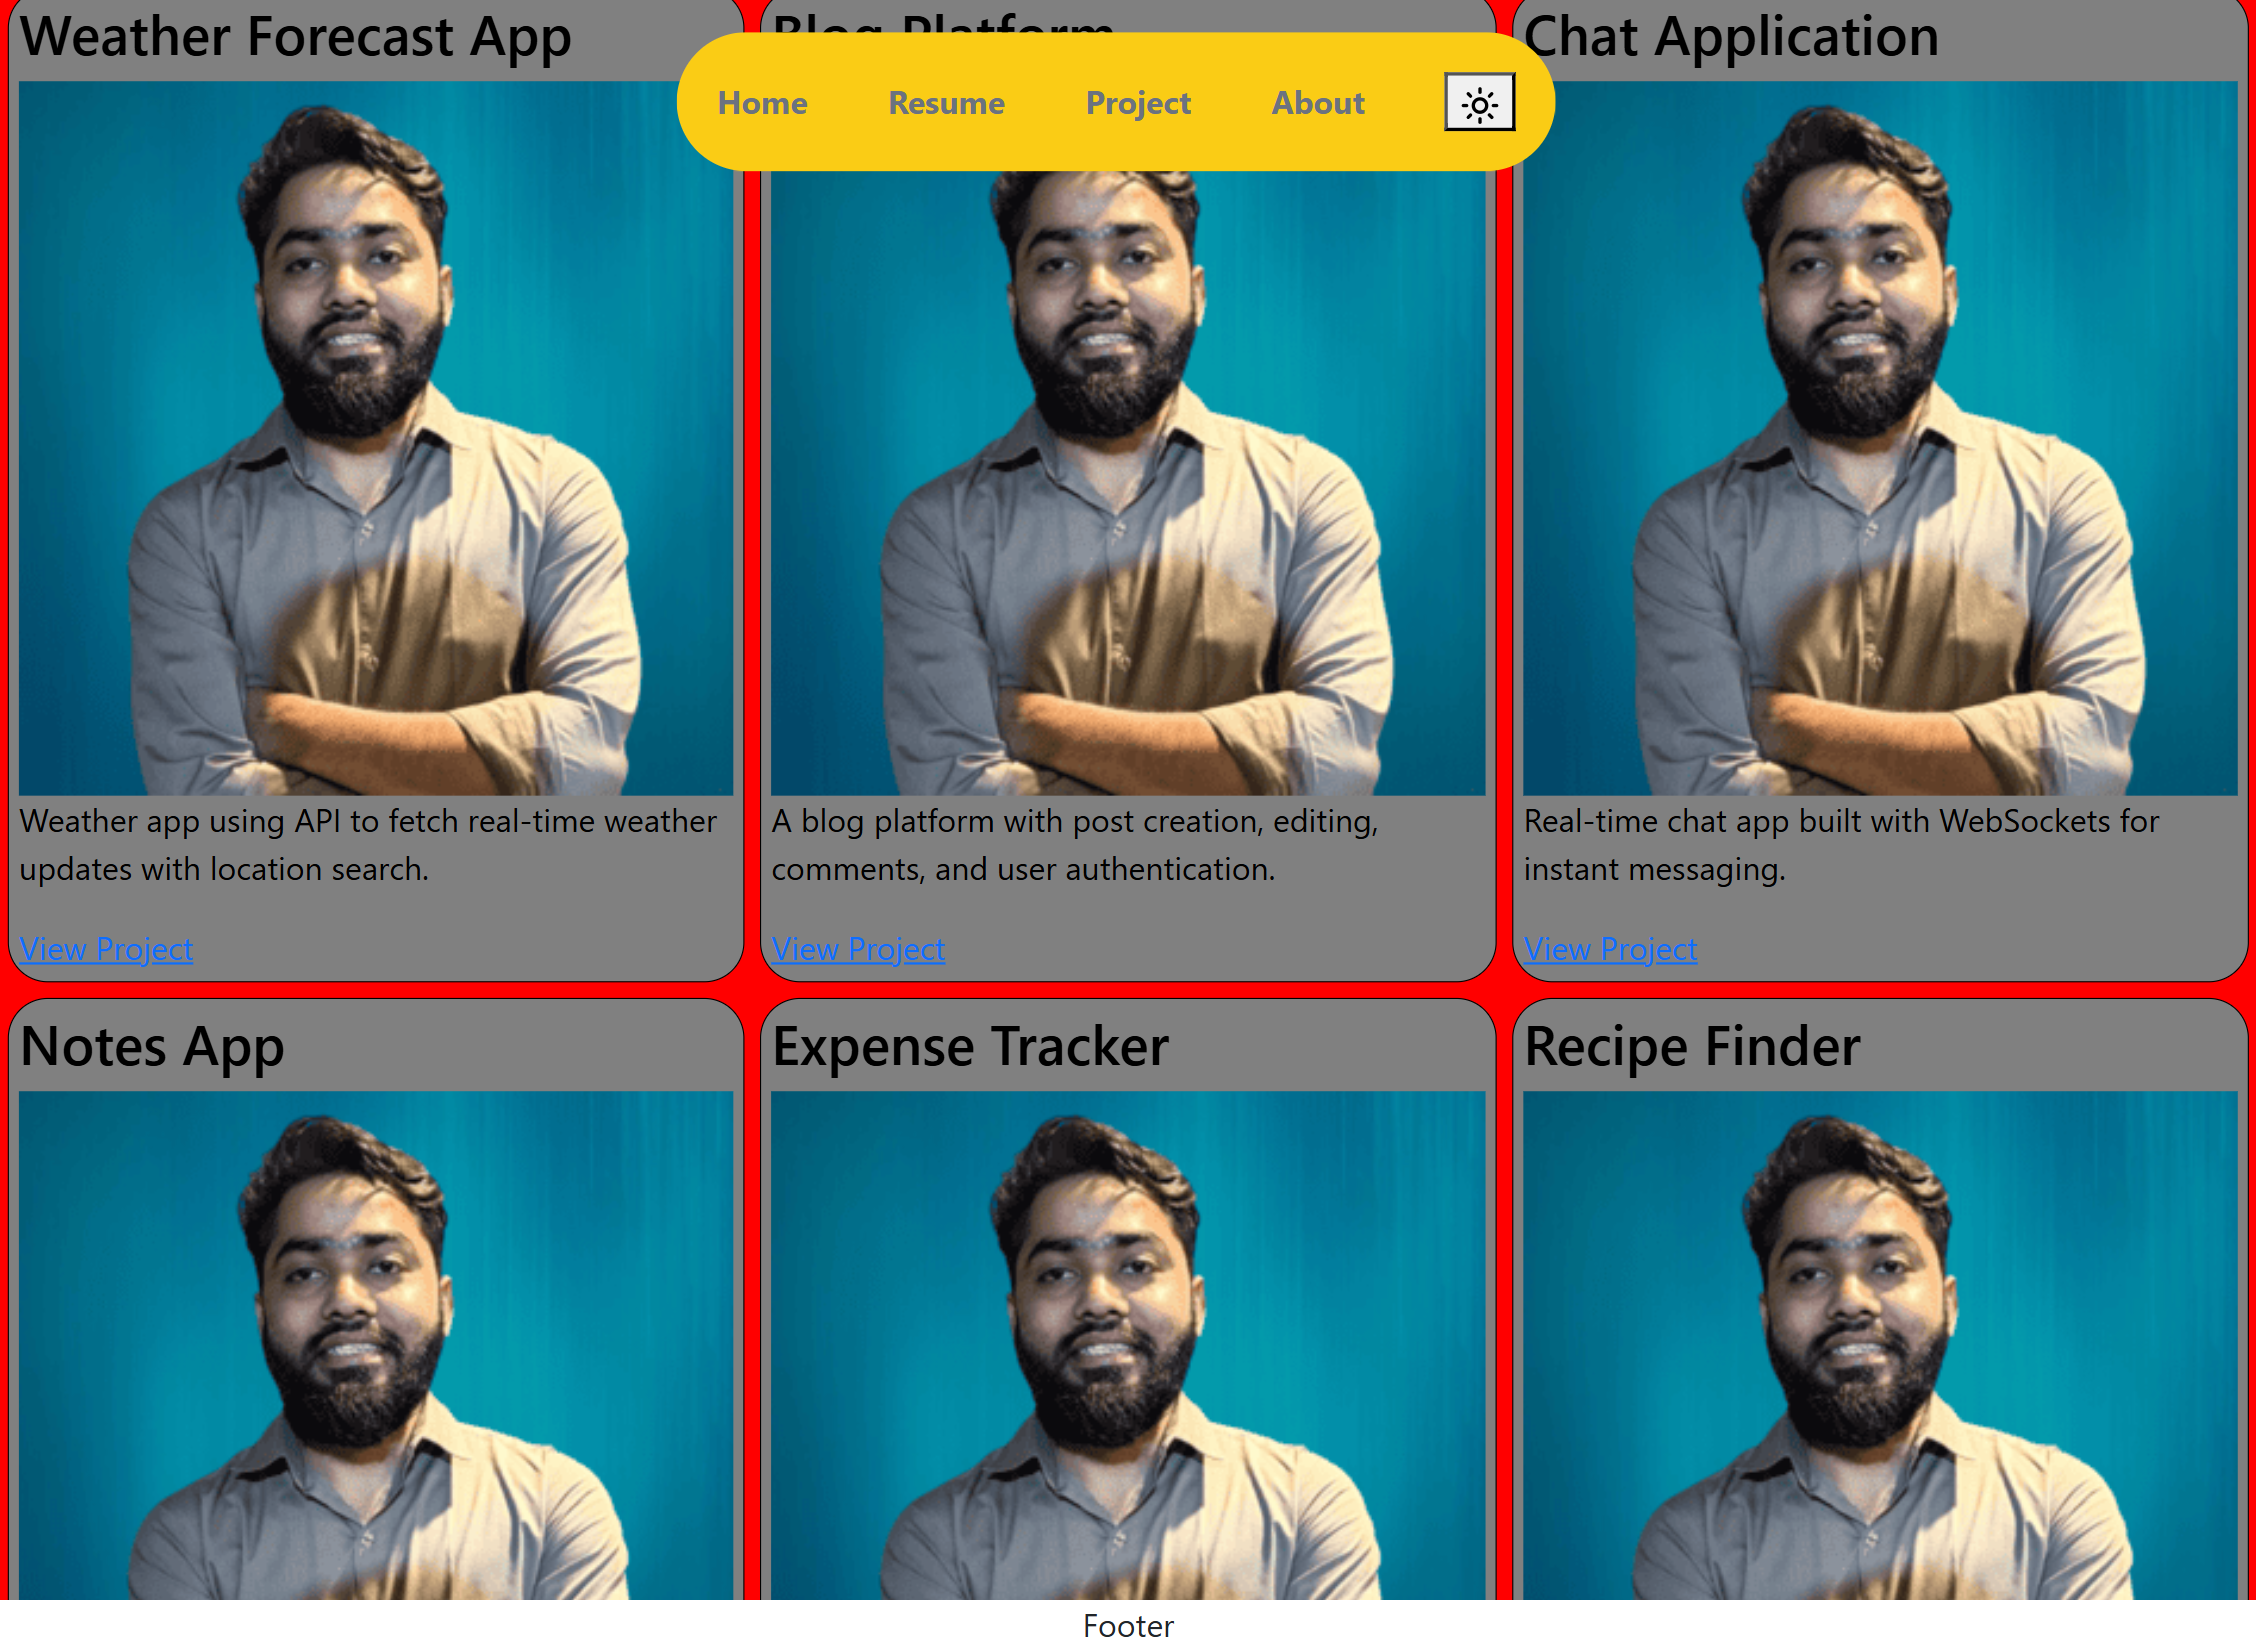 Weather Forecast App
Blog Platform
Chat Application
Home Resume Project About
Weather app using API to fetch real-time weather
updates with location search.
View Project
A blog platform with post creation, editing,
comments, and user authentication.
View Project
Real-time chat app built with WebSockets for
instant messaging.
View Project
Notes App
Expense Tracker
Recipe Finder
Footer